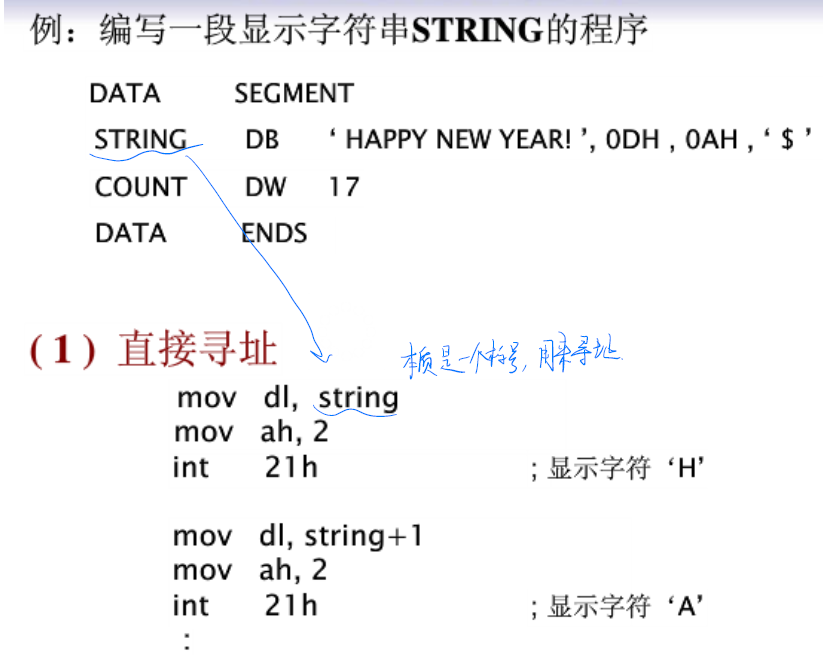 例：编写一段显示字符串STRING的程序
DATA SEGMENT
STRING DB ‘ HAPPY NEW YEAR! ’, 0DH , 0AH , ‘ $ ’
COUNT DW 17
DATA ENDS
(1) 直接寻址
本质是一个标号, 用来寻址.
mov dl, string
mov ah, 2
int 21h ; 显示字符 ‘H’
mov dl, string+1
mov ah, 2
int 21h ; 显示字符 ‘A’
: